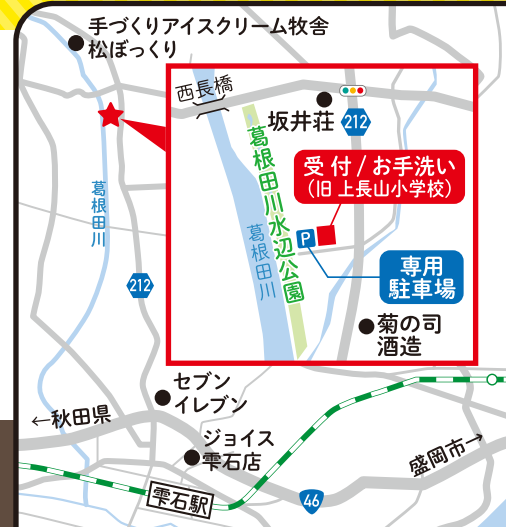 手づくりアイスクリーム牧舎
松ぼっくり
西長橋
坂井荘
212
受付/お手洗い
(旧 上長山小学校)
葛根田川水辺公園
葛根田川
P
専用
駐車場
菊の司
酒造
葛根田川
212
セブン
イレブン
←秋田県
ジョイス
雫石店
盛岡市→
雫石駅
46